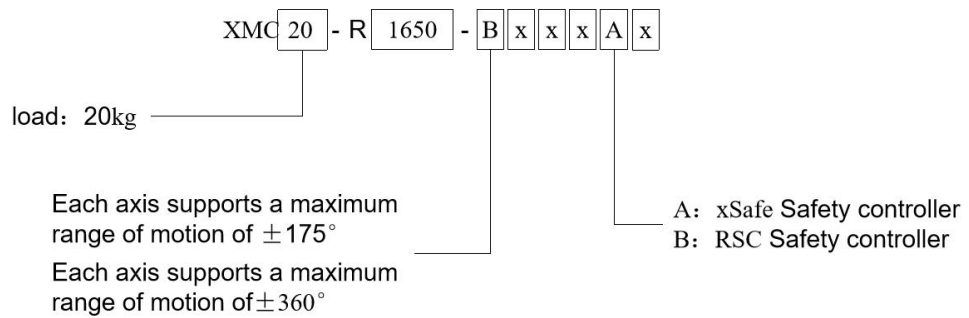 XMC 20 - R 1650 - B x x x A x
load：20kg
Each axis supports a maximum
range of motion of ±175°
Each axis supports a maximum
range of motion of±360°
A：xSafe Safety controller
B：RSC Safety controller